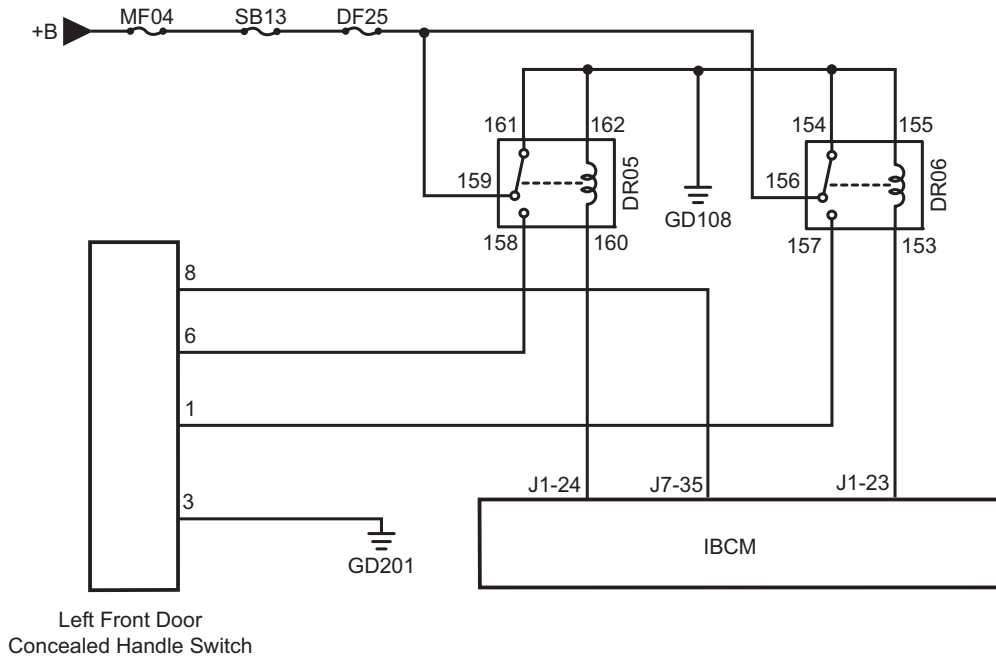 MF04 SB13 DF25
+B
161 162 154 155
159 DR05 156 DR06
GD108
158 160 157 153
8
6
1
3
J1-24 J7-35 J1-23
GD201
IBCM
Left Front Door
Concealed Handle Switch